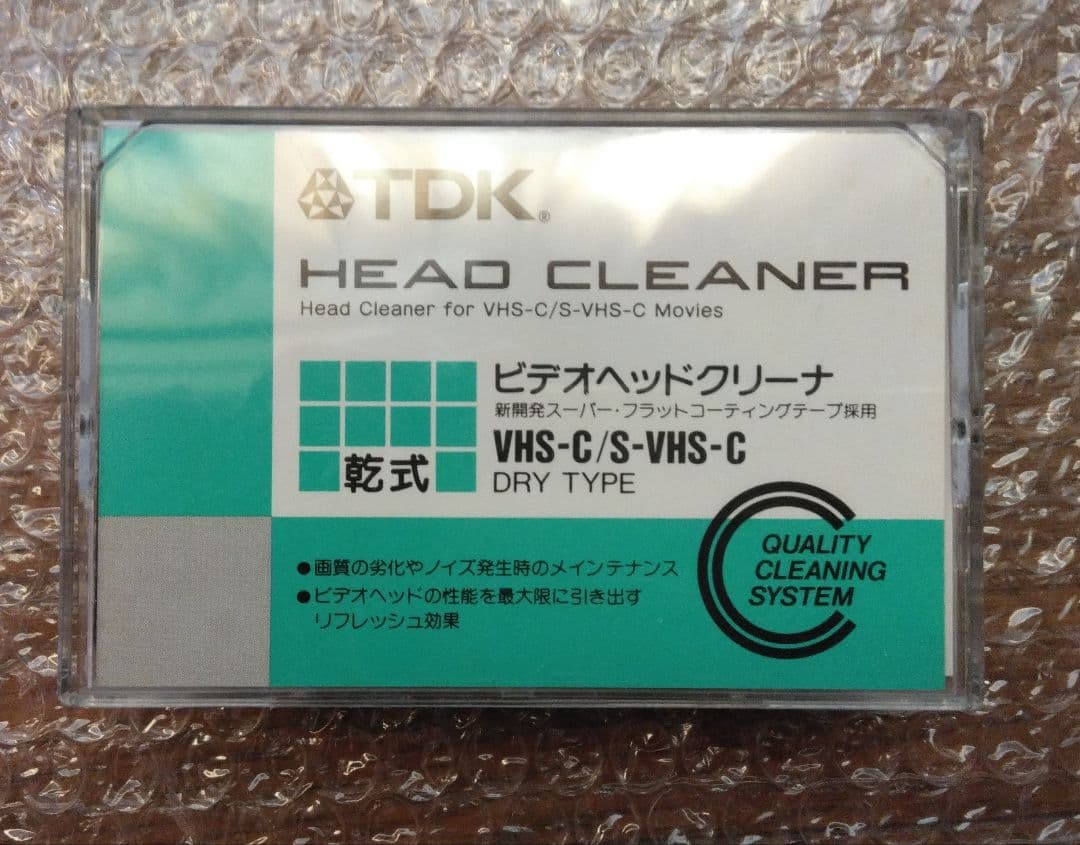 TDK®
HEAD CLEANER
Head Cleaner for VHS-C/S-VHS-C Movies
ビデオヘッドクリーナ
新開発スーパー・フラットコーティングテープ採用
VHS-C/S-VHS-C
乾式
DRY TYPE
●画質の劣化やノイズ発生時のメインテナンス
●ビデオヘッドの性能を最大限に引き出す
リフレッシュ効果
QUALITY
CLEANING
SYSTEM